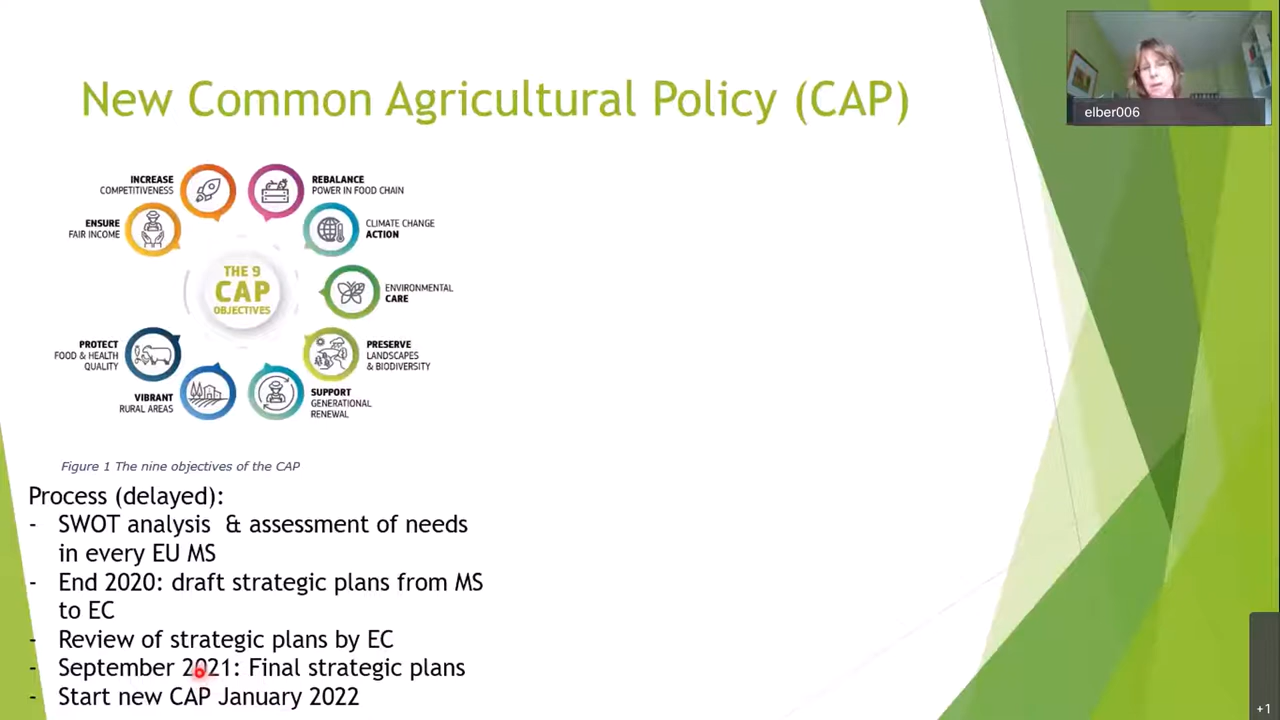 New Common Agricultural Policy (CAP)
elber006
INCREASE
COMPETITIVENESS
REBALANCE
POWER IN FOOD CHAIN
ENSURE
FAIR INCOME
CLIMATE CHANGE
ACTION
THE 9
CAP
OBJECTIVES
ENVIRONMENTAL
CARE
PROTECT
FOOD & HEALTH
QUALITY
PRESERVE
LANDSCAPES
& BIODIVERSITY
VIBRANT
RURAL AREAS
SUPPORT
GENERATIONAL
RENEWAL
Figure 1 The nine objectives of the CAP
Process (delayed):
- SWOT analysis & assessment of needs
in every EU MS
- End 2020: draft strategic plans from MS
to EC
- Review of strategic plans by EC
- September 2021: Final strategic plans
- Start new CAP January 2022
+1